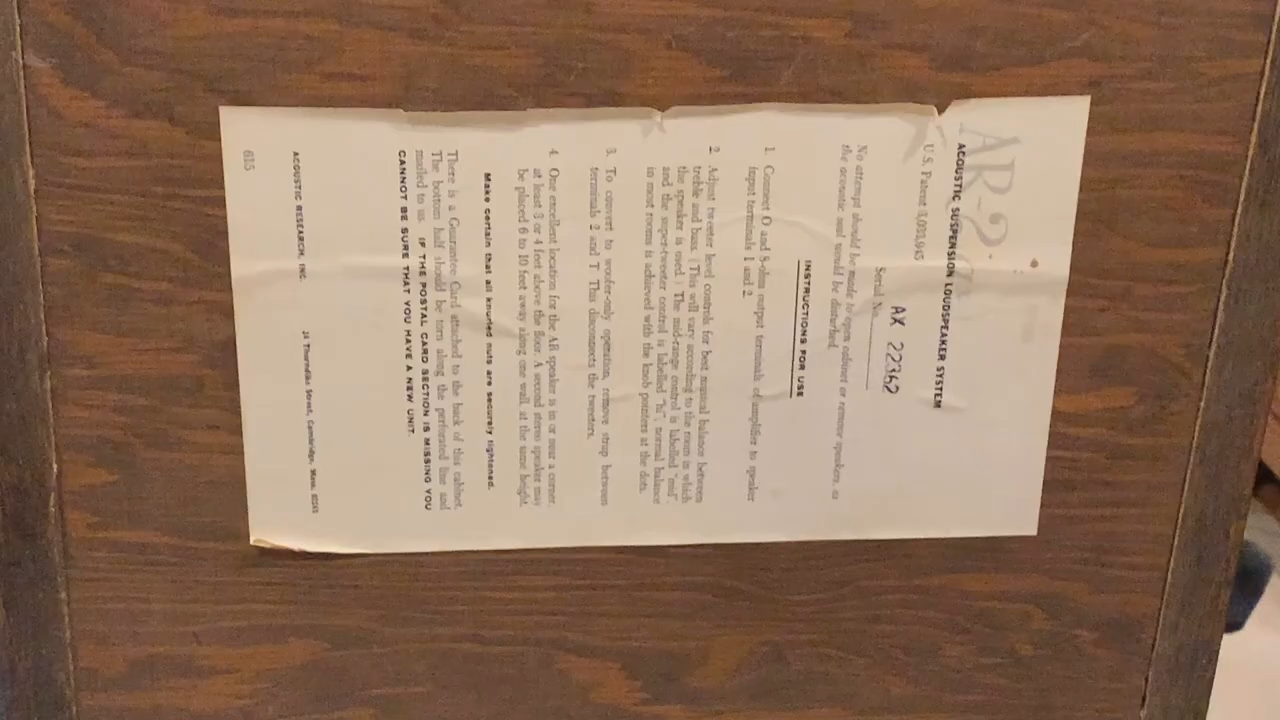 AR-2
ACOUSTIC SUSPENSION LOUDSPEAKER SYSTEM
U.S. Patent
AX 22362
Serial No.
No attempt should be made to open cabinet or remove speakers, as
the acoustic seal would be disturbed.
INSTRUCTIONS FOR USE
1. Connect O and 8-ohm output terminals of amplifier to speaker
input terminals 1 and 2.
2. Adjust tweeter level controls for best musical balance between
treble and bass. (This will vary according to the room in which
the speaker is used.) The mid-range control is labelled "mid",
and the super-tweeter control is labelled "hi"; normal balance
in most rooms is achieved with the knob pointers at the dots.
3. To convert to woofer-only operation, remove strap between
terminals 2 and T. This disconnects the tweeters.
4. One excellent location for the AR speaker is in or near a corner,
at least 3 or 4 feet above the floor. A second stereo speaker may
be placed 6 to 10 feet away along one wall, at the same height.
Make certain that all knurled nuts are securely tightened.
There is a Guarantee Card attached to the back of this cabinet.
The bottom half should be torn along the perforated line and
mailed to us. IF THE POSTAL CARD SECTION IS MISSING YOU
CANNOT BE SURE THAT YOU HAVE A NEW UNIT.
ACOUSTIC RESEARCH, INC. 24 Thorndike Street, Cambridge, Mass. 02141
615